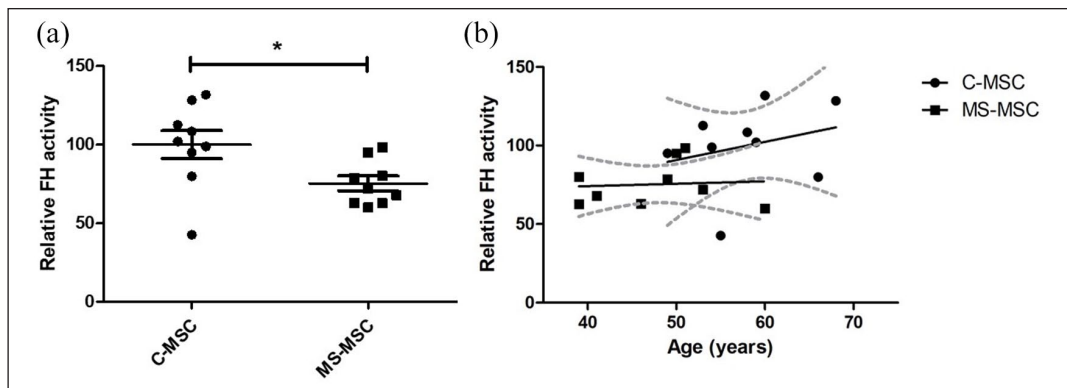 (a)
*
150
100
50
0
Relative FH activity
C-MSC
MS-MSC
(b)
150
100
50
0
Relative FH activity
40 50 60 70
Age (years)
C-MSC
MS-MSC